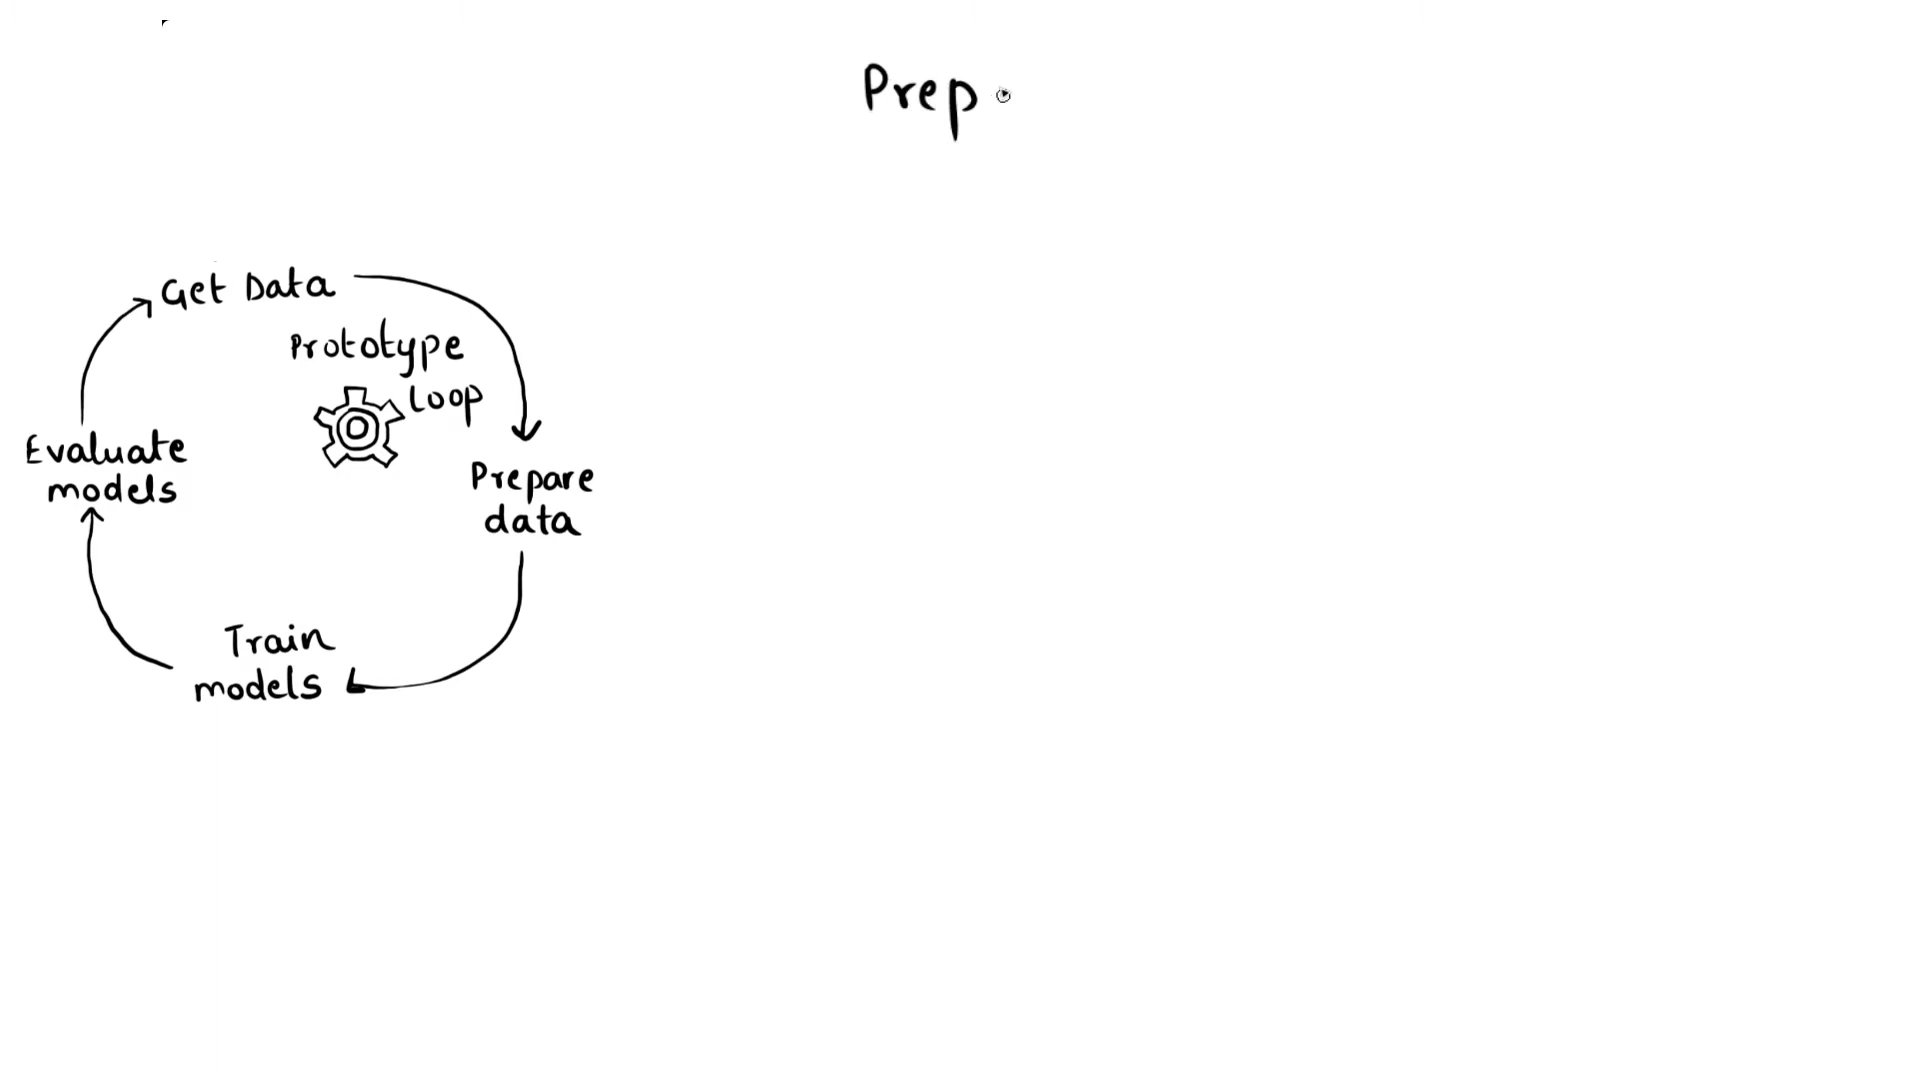 Prep
Get Data
Prototype
Loop
Evaluate
models
Prepare
data
Train
models